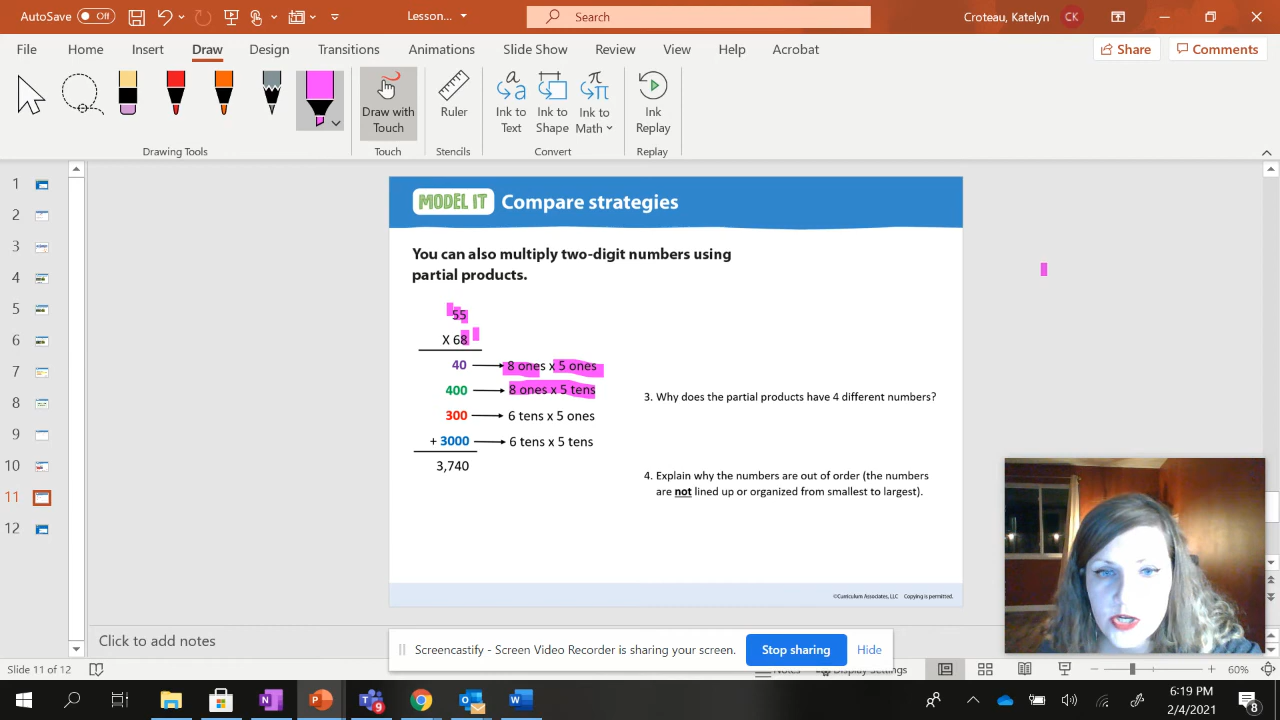 AutoSave Off Lesson... Search Croteau, Katelyn CK
File Home Insert Draw Design Transitions Animations Slide Show Review View Help Acrobat Share Comments
Draw with Touch Ruler Ink to Text Ink to Shape Ink to Math Ink Replay
Drawing Tools Touch Stencils Convert Replay
1
2
3
4
5
6
7
8
9
10
11
12
MODEL IT Compare strategies
You can also multiply two-digit numbers using
partial products.
55
X 68
40 8 ones x 5 ones
400 8 ones x 5 tens
300 6 tens x 5 ones
+ 3000 6 tens x 5 tens
3,740
3. Why does the partial products have 4 different numbers?
4. Explain why the numbers are out of order (the numbers
are not lined up or organized from smallest to largest).
©Curriculum Associates, LLC Copying is permitted.
Click to add notes
Screencastify - Screen Video Recorder is sharing your screen. Stop sharing Hide
Slide 11 of 12 Notes Display Settings 60%
6:19 PM
2/4/2021
9
8